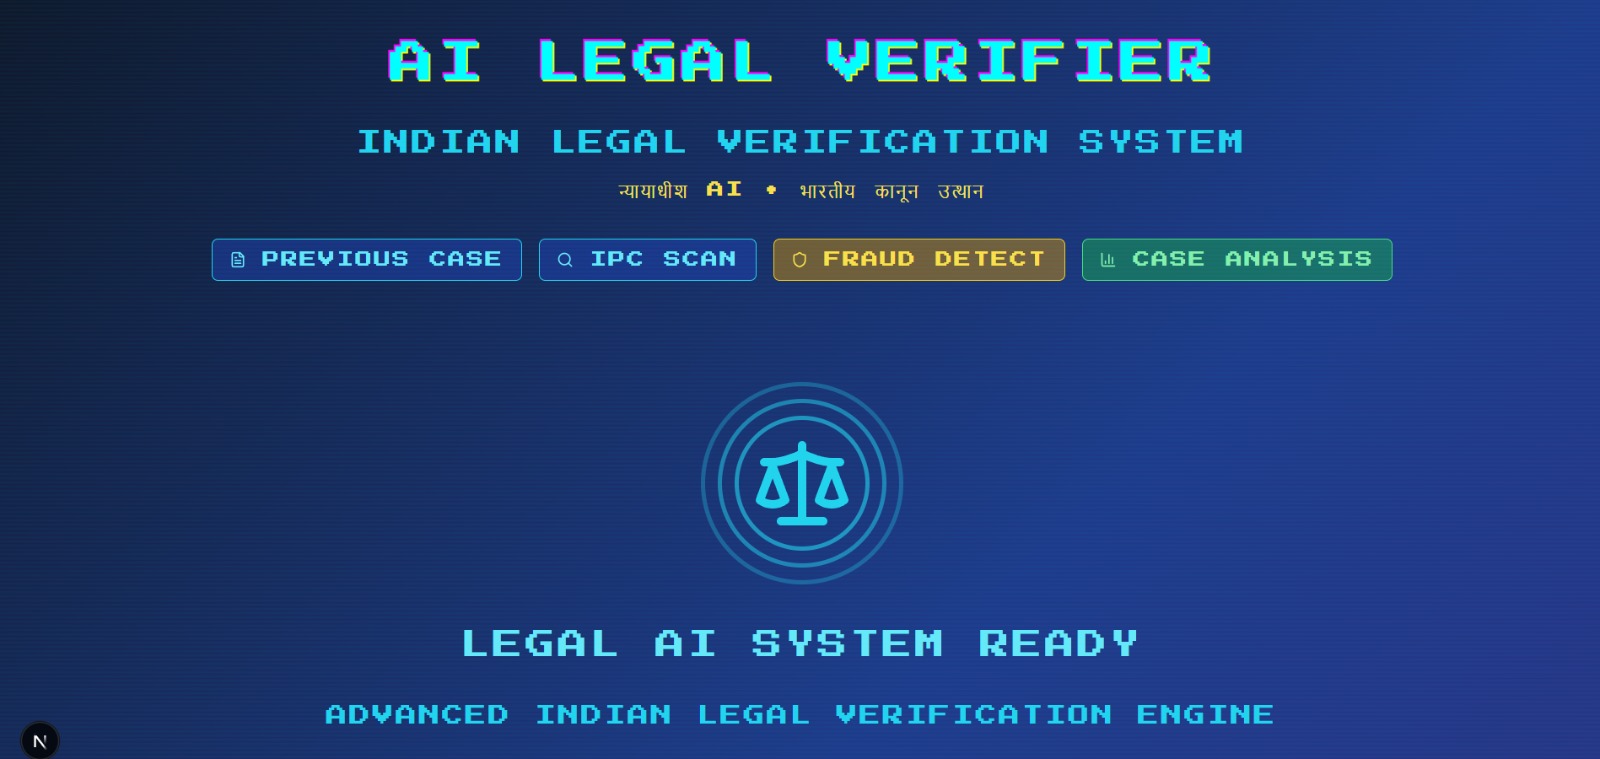 AI LEGAL VERIFIER
INDIAN LEGAL VERIFICATION SYSTEM
न्यायाधीश AI • भारतीय कानून उत्थान
PREVIOUS CASE IPC SCAN FRAUD DETECT CASE ANALYSIS
LEGAL AI SYSTEM READY
ADVANCED INDIAN LEGAL VERIFICATION ENGINE
N